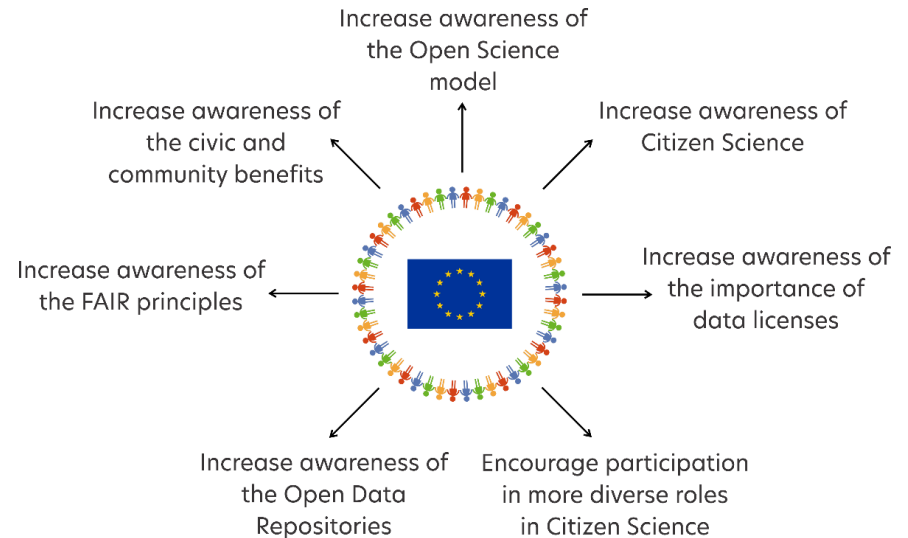 Increase awareness of
the Open Science
model
Increase awareness of
the civic and
community benefits
Increase awareness of
Citizen Science
Increase awareness of
the FAIR principles
Increase awareness of
the importance of
data licenses
Increase awareness of
the Open Data
Repositories
Encourage participation
in more diverse roles
in Citizen Science